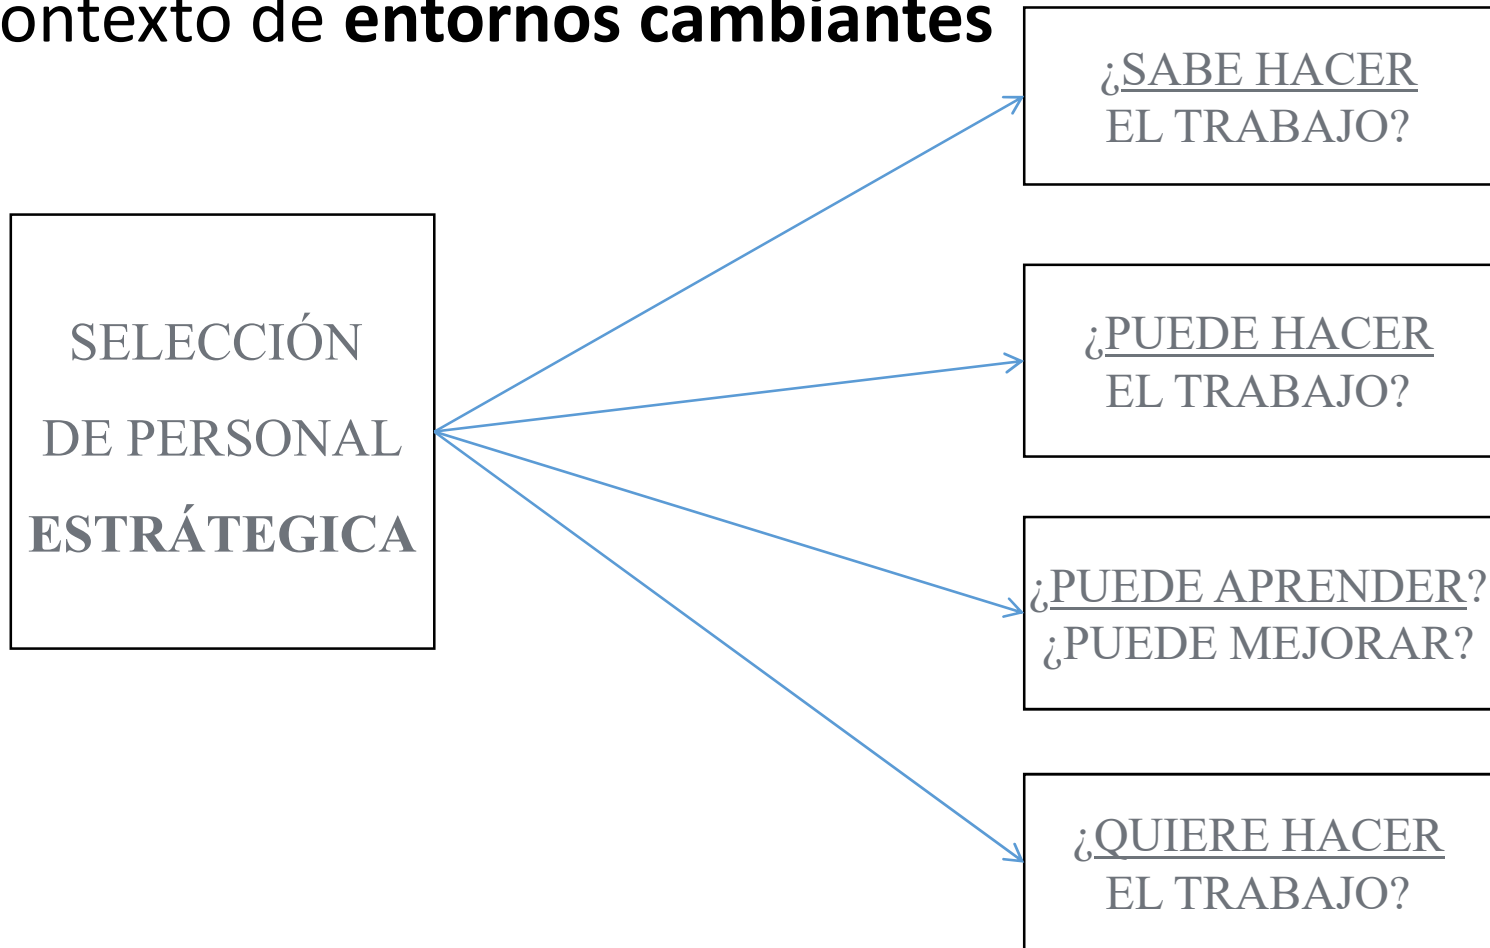 ontexto de entornos cambiantes
¿SABE HACER
EL TRABAJO?
SELECCIÓN
DE PERSONAL
ESTRÁTEGICA
¿PUEDE HACER
EL TRABAJO?
¿PUEDE APRENDER?
¿PUEDE MEJORAR?
¿QUIERE HACER
EL TRABAJO?